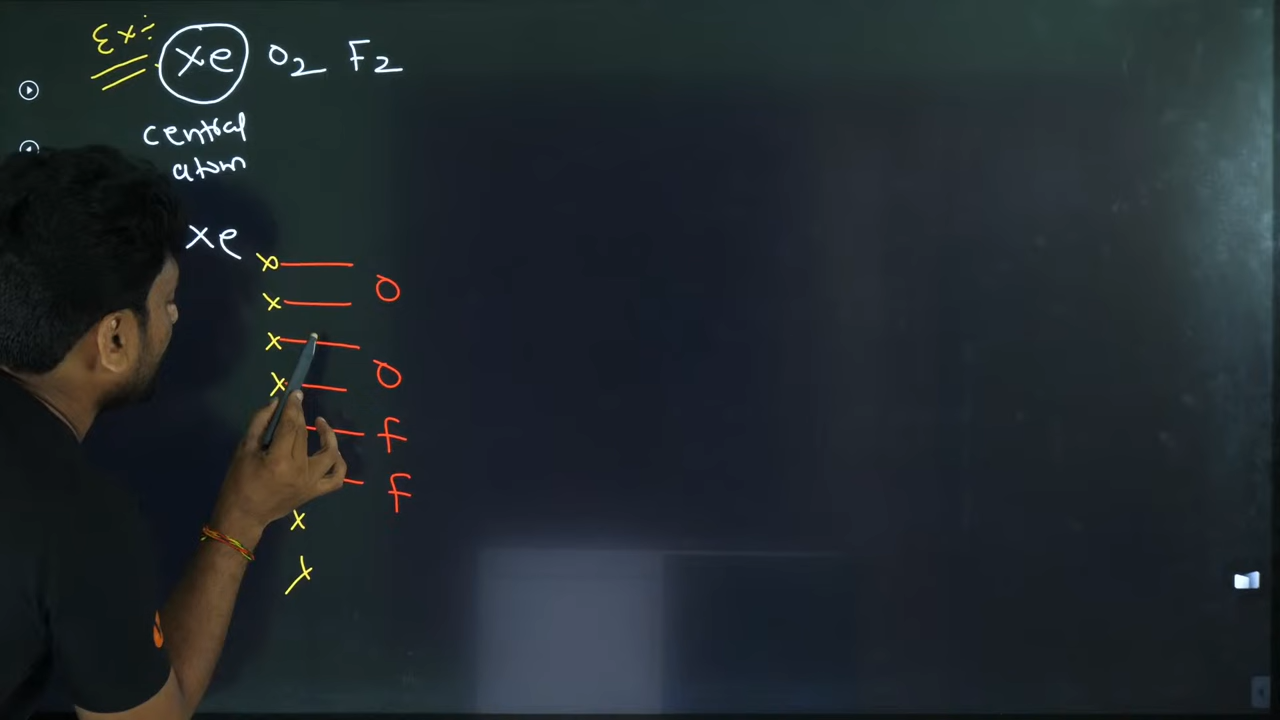 Ex:-
Xe O2 F2
central
atom
Xe
x
x O
x
x O
F
F
x
x